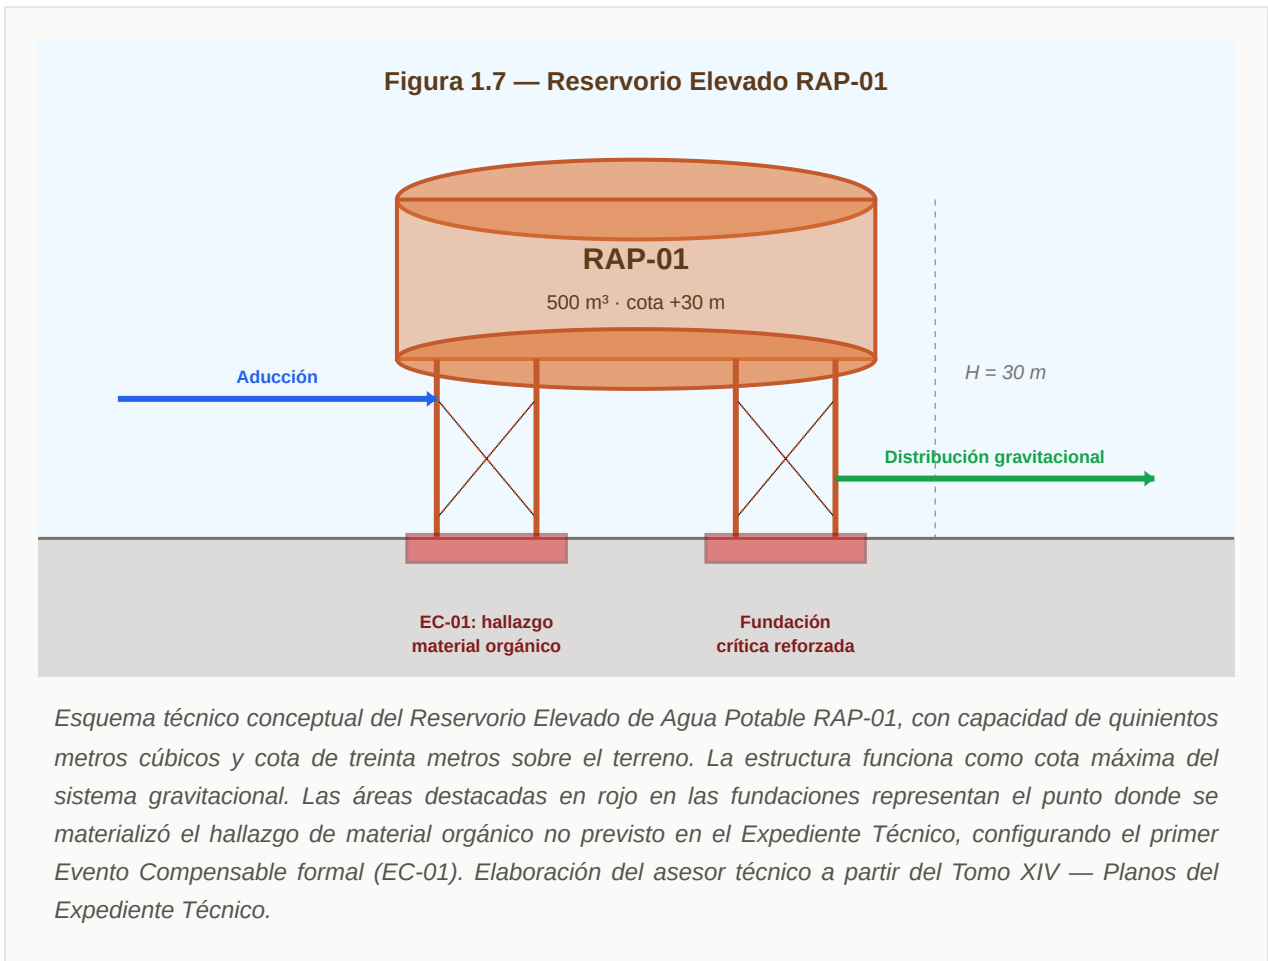 Figura 1.7 — Reservorio Elevado RAP-01
RAP-01
500 m³ · cota +30 m
Aducción
H = 30 m
Distribución gravitacional
EC-01: hallazgo
material orgánico
Fundación
crítica reforzada
Esquema técnico conceptual del Reservorio Elevado de Agua Potable RAP-01, con capacidad de quinientos
metros cúbicos y cota de treinta metros sobre el terreno. La estructura funciona como cota máxima del
sistema gravitacional. Las áreas destacadas en rojo en las fundaciones representan el punto donde se
materializó el hallazgo de material orgánico no previsto en el Expediente Técnico, configurando el primer
Evento Compensable formal (EC-01). Elaboración del asesor técnico a partir del Tomo XIV — Planos del
Expediente Técnico.